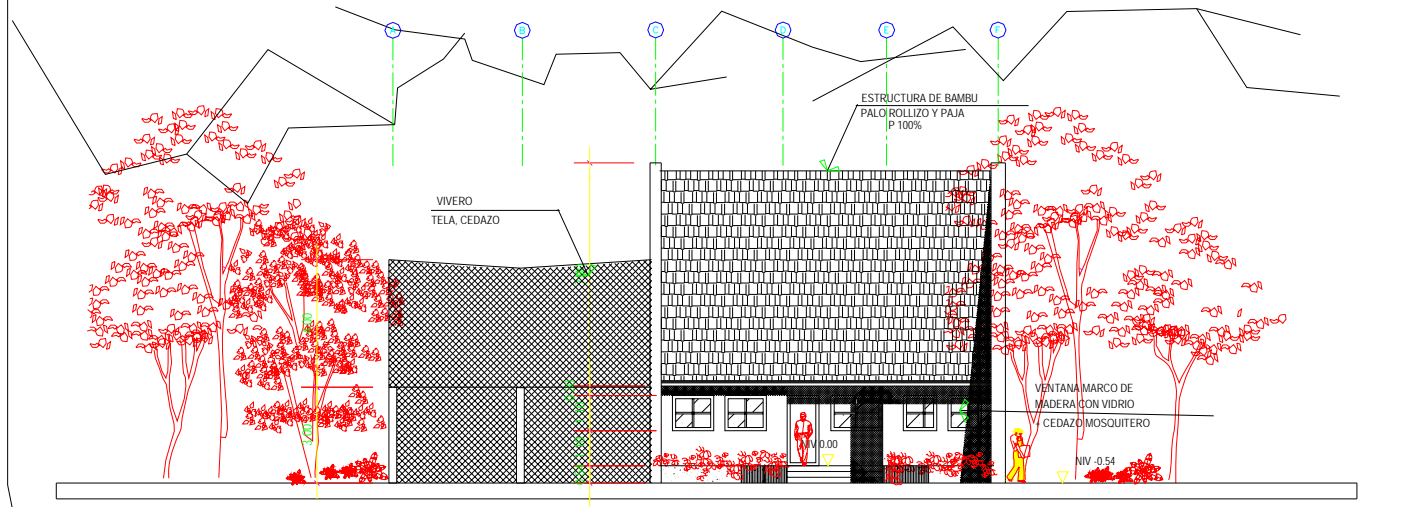 A B C D E F
ESTRUCTURA DE BAMBU
PALO ROLLIZO Y PAJA
P 100%
VIVERO
TELA, CEDAZO
VENTANA MARCO DE
MADERA CON VIDRIO
+ CEDAZO MOSQUITERO
NIV 0.00
NIV -0.54